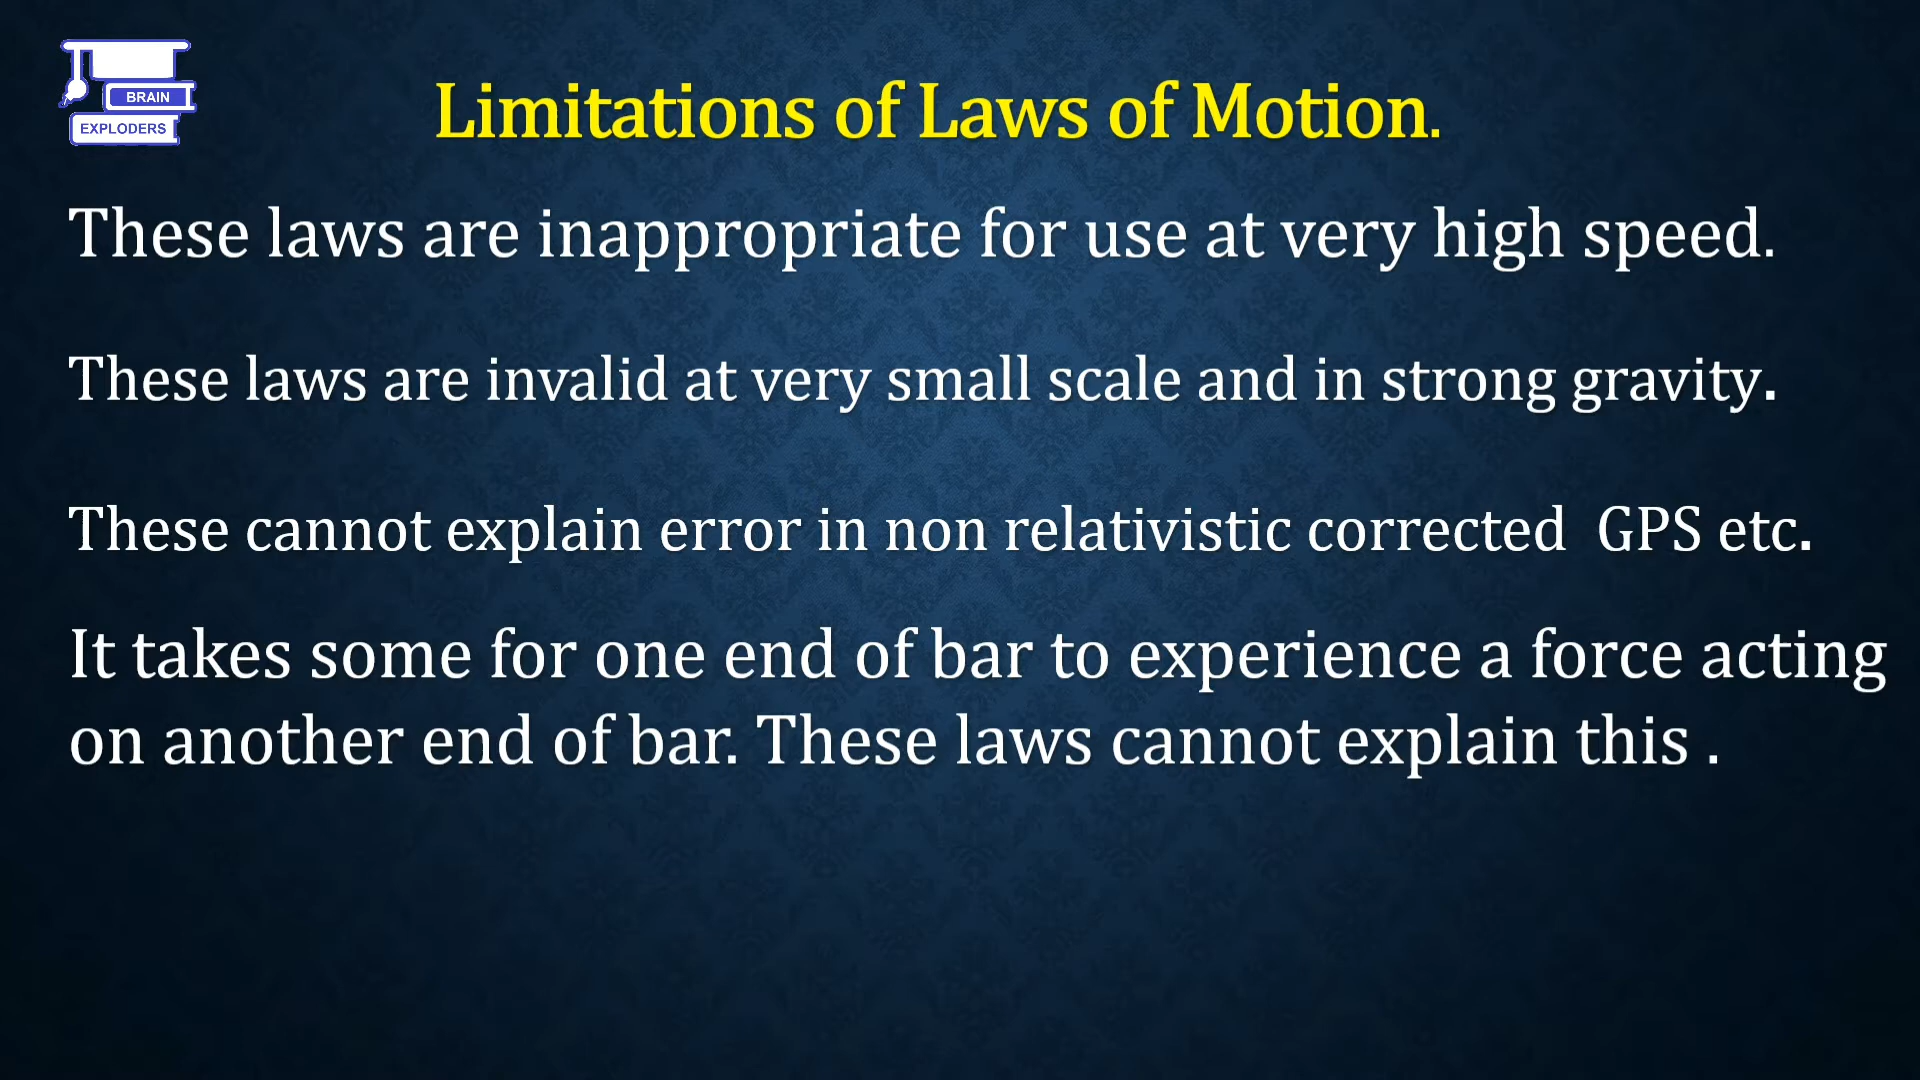 BRAIN
EXPLODERS
Limitations of Laws of Motion.
These laws are inappropriate for use at very high speed.
These laws are invalid at very small scale and in strong gravity.
These cannot explain error in non relativistic corrected  GPS etc.
It takes some for one end of bar to experience a force acting
on another end of bar. These laws cannot explain this .